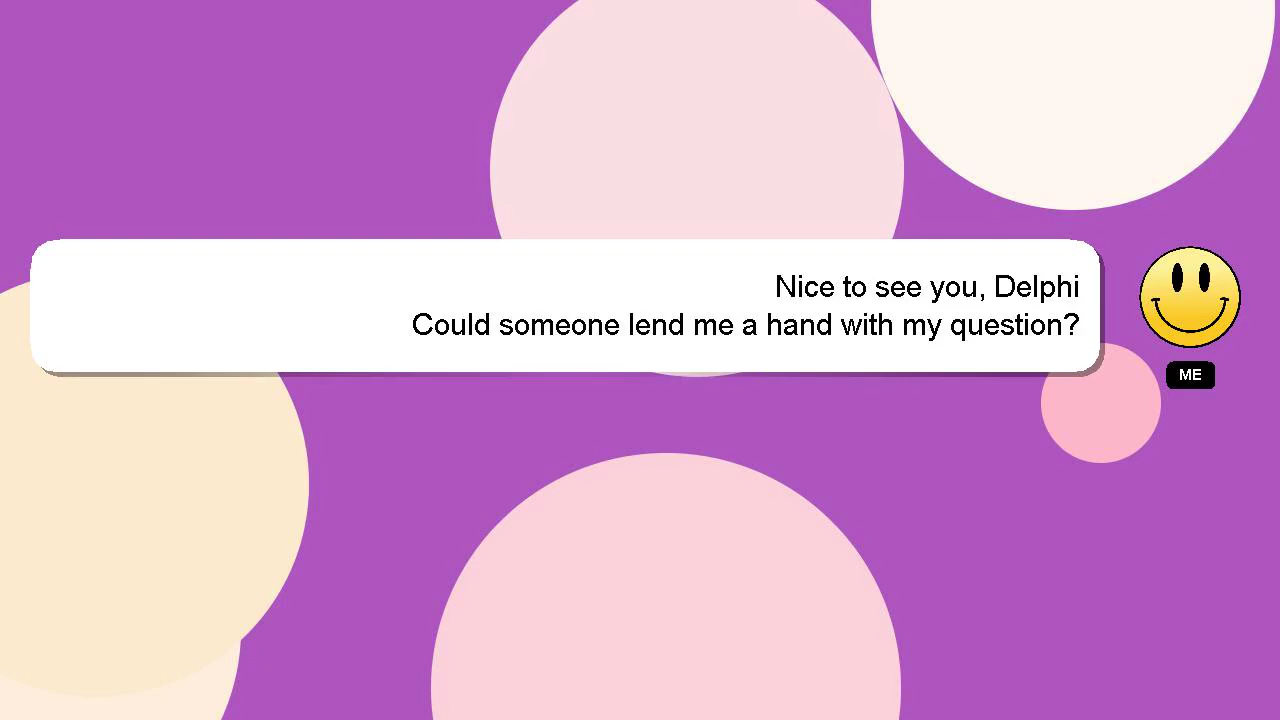 Nice to see you, Delphi
Could someone lend me a hand with my question?
ME